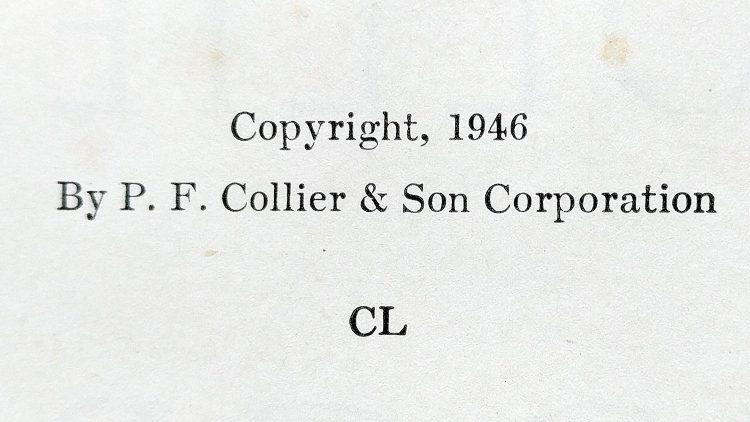 Copyright, 1946
By P. F. Collier & Son Corporation
CL